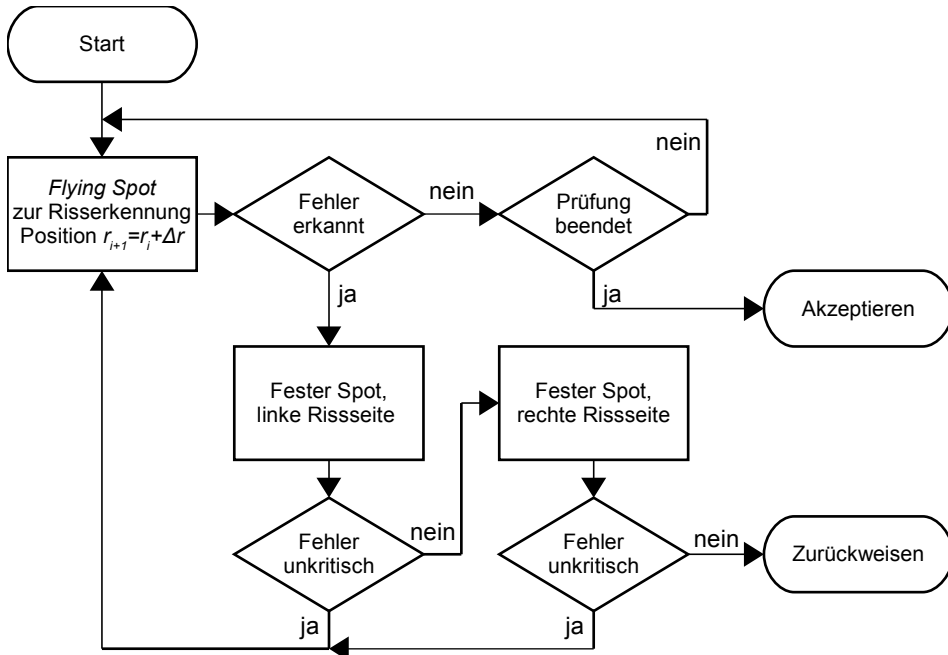 Start
nein
Flying Spot
zur Risserkennung
Position r_{i+1}=r_i+Δr
Fehler
erkannt
nein
Prüfung
beendet
ja
ja
Akzeptieren
Fester Spot,
linke Rissseite
Fester Spot,
rechte Rissseite
Fehler
unkritisch
nein
Fehler
unkritisch
nein
Zurückweisen
ja
ja